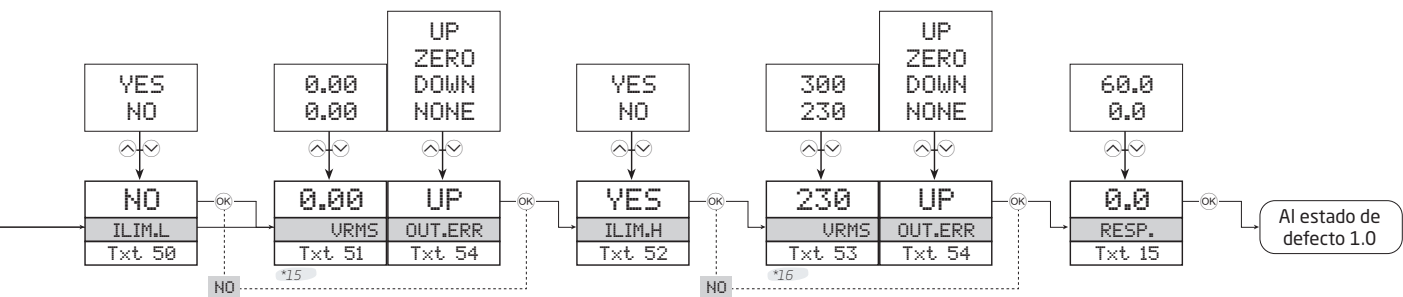 YES
NO
NO
ILIM.L
Txt 50
OK
NO
0.00
0.00
0.00
VRMS
Txt 51
*15
UP
ZERO
DOWN
NONE
UP
OUT.ERR
Txt 54
OK
YES
NO
YES
ILIM.H
Txt 52
OK
NO
300
230
230
VRMS
Txt 53
*16
UP
ZERO
DOWN
NONE
UP
OUT.ERR
Txt 54
OK
60.0
0.0
0.0
RESP.
Txt 15
OK
Al estado de
defecto 1.0